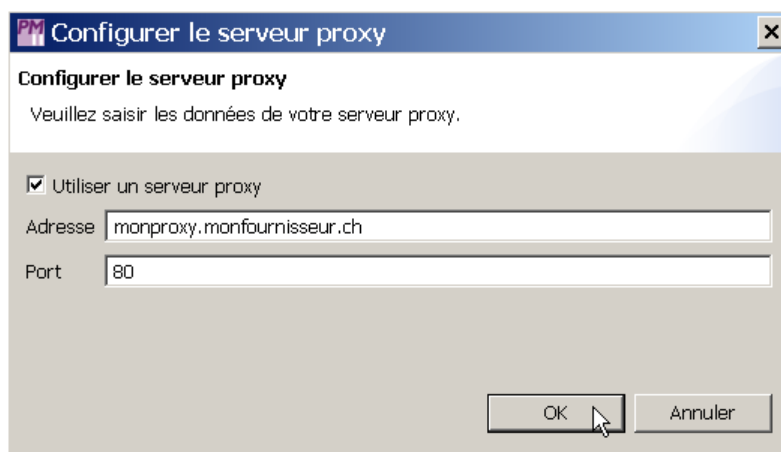 PM Configurer le serveur proxy
Configurer le serveur proxy
Veuillez saisir les données de votre serveur proxy.
Utiliser un serveur proxy
Adresse monproxy.monfournisseur.ch
Port 80
OK Annuler